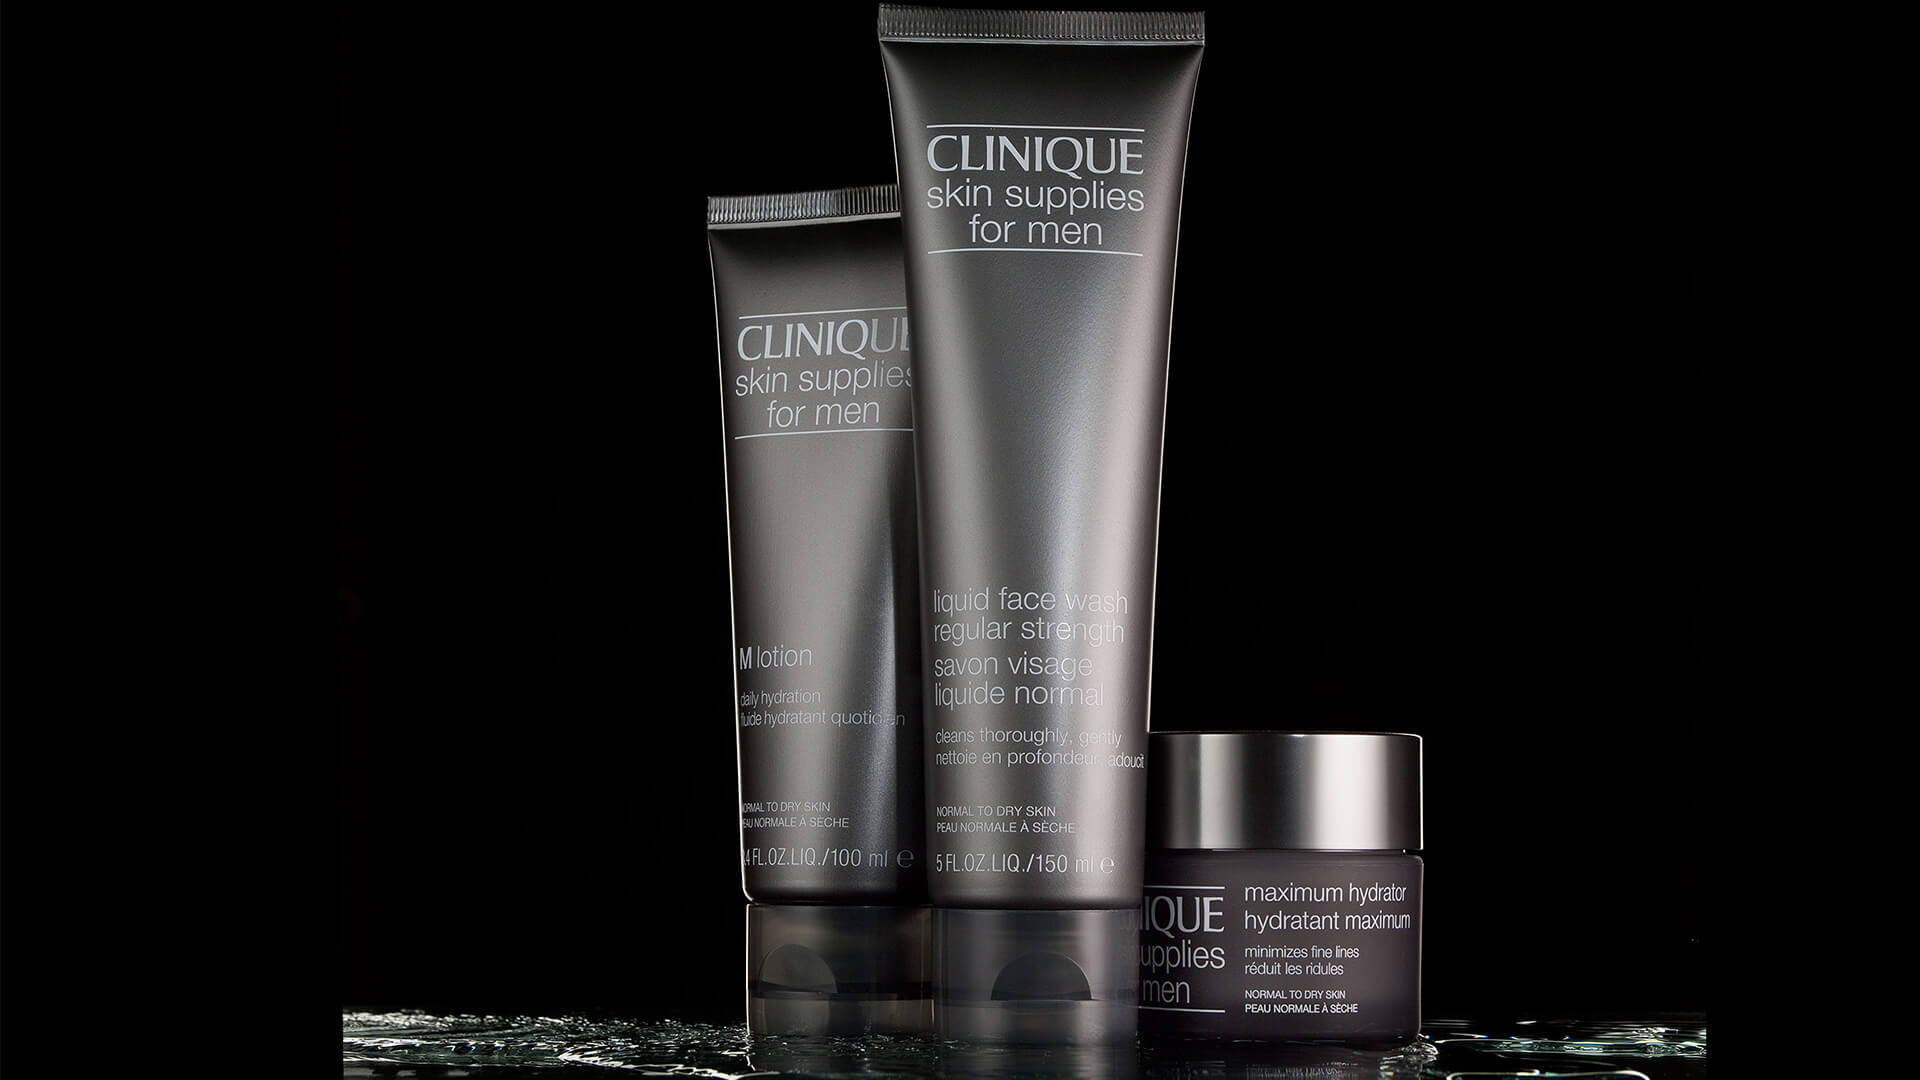 CLINIQUE
skin supplies
for men
M lotion
daily hydration
fluide hydratant quotidien
NORMAL TO DRY SKIN
PEAU NORMALE À SÈCHE
FL.OZ.LIQ./100 ml e
CLINIQUE
skin supplies
for men
liquid face wash
regular strength
savon visage
liquide normal
cleans thoroughly, gently
nettoie en profondeur, adoucit
NORMAL TO DRY SKIN
PEAU NORMALE À SÈCHE
5 FL.OZ.LIQ./150 ml e
IQUE
upplies
men
maximum hydrator
hydratant maximum
minimizes fine lines
réduit les ridules
NORMAL TO DRY SKIN
PEAU NORMALE À SÈCHE